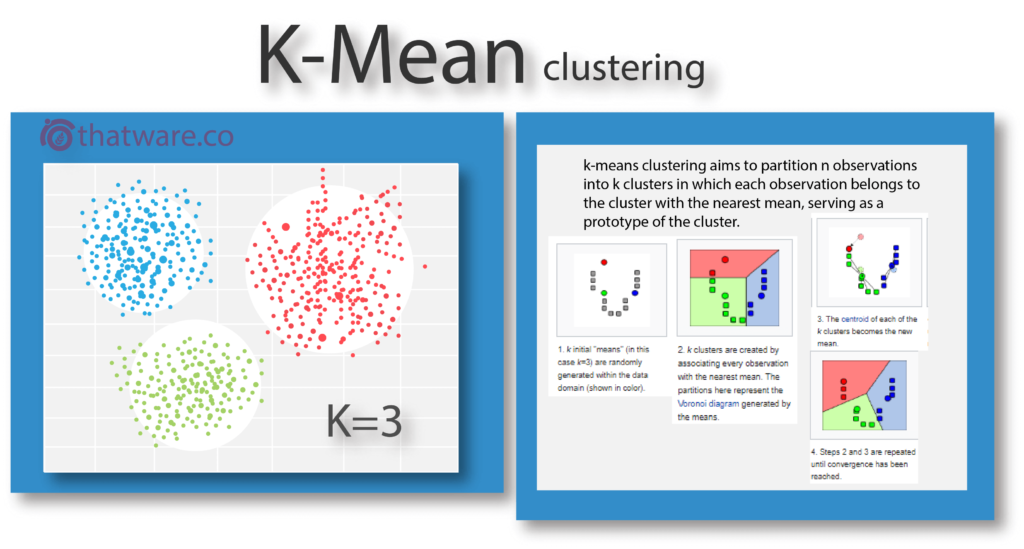 K-Mean clustering
thatware.co
K=3
k-means clustering aims to partition n observations
into k clusters in which each observation belongs to
the cluster with the nearest mean, serving as a
prototype of the cluster.
1. k initial "means" (in this
case k=3) are randomly
generated within the data
domain (shown in color).
2. k clusters are created by
associating every observation
with the nearest mean. The
partitions here represent the
Voronoi diagram generated by
the means.
3. The centroid of each of the
k clusters becomes the new
mean.
4. Steps 2 and 3 are repeated
until convergence has been
reached.